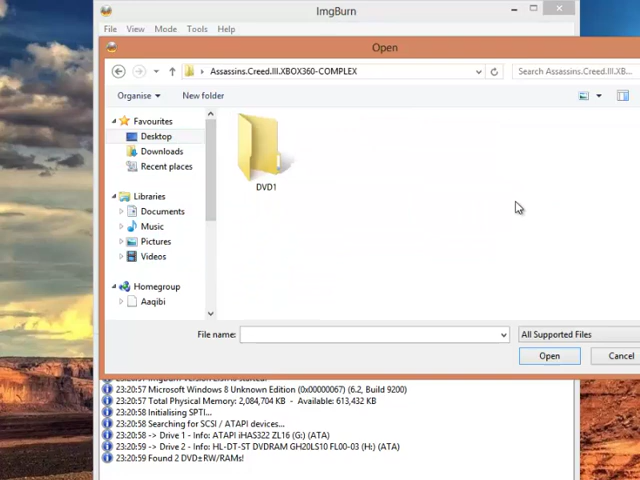 ImgBurn
File View Mode Tools Help
Open
Assassins.Creed.III.XBOX360-COMPLEX
Search Assassins.Creed.III.XB...
Organise New folder
Favourites
Desktop
Downloads
Recent places
Libraries
Documents
Music
Pictures
Videos
Homegroup
Aaqibi
DVD1
File name:
All Supported Files
Open Cancel
23:20:57 Microsoft Windows 8 Unknown Edition (0x00000067) (6.2, Build 9200)
23:20:57 Total Physical Memory: 2,084,704 KB - Available: 613,432 KB
23:20:58 Initialising SPTI...
23:20:58 Searching for SCSI / ATAPI devices...
23:20:58 -> Drive 1 - Info: ATAPI iHAS322 ZL16 (G:) (ATA)
23:20:59 -> Drive 2 - Info: HL-DT-ST DVDRAM GH20LS10 FL00-03 (H:) (ATA)
23:20:59 Found 2 DVD±RW/RAMs!